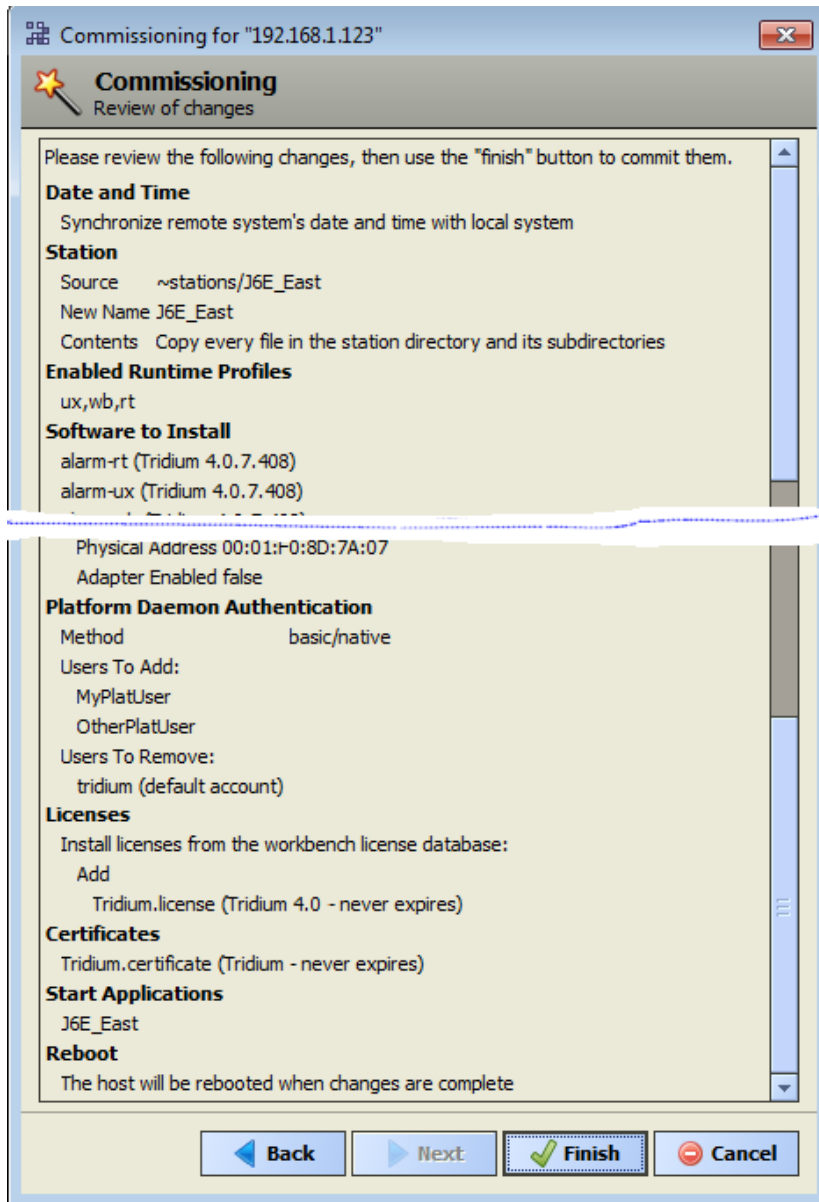 Commissioning for "192.168.1.123"
Commissioning
Review of changes
Please review the following changes, then use the "finish" button to commit them.
Date and Time
Synchronize remote system's date and time with local system
Station
Source ~stations/J6E_East
New Name J6E_East
Contents Copy every file in the station directory and its subdirectories
Enabled Runtime Profiles
ux,wb,rt
Software to Install
alarm-rt (Tridium 4.0.7.408)
alarm-ux (Tridium 4.0.7.408)
Physical Address 00:01:F0:8D:7A:07
Adapter Enabled false
Platform Daemon Authentication
Method basic/native
Users To Add:
MyPlatUser
OtherPlatUser
Users To Remove:
tridium (default account)
Licenses
Install licenses from the workbench license database:
Add
Tridium.license (Tridium 4.0 - never expires)
Certificates
Tridium.certificate (Tridium - never expires)
Start Applications
J6E_East
Reboot
The host will be rebooted when changes are complete
Back Next Finish Cancel